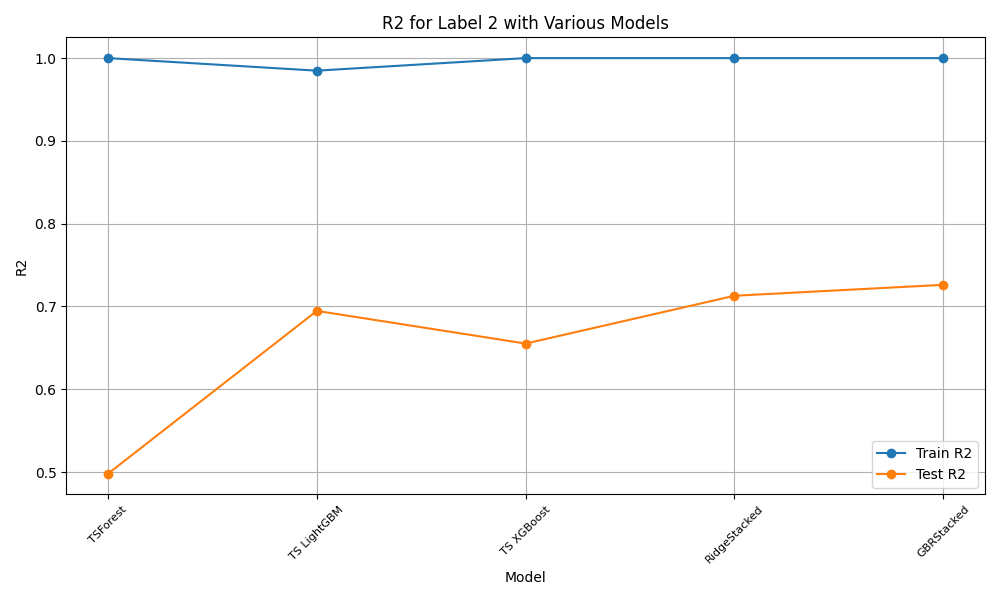 R2 for Label 2 with Various Models
R2
1.0
0.9
0.8
0.7
0.6
0.5
Train R2
Test R2
TSForest
TS LightGBM
TS XGBoost
RidgeStacked
GBRStacked
Model